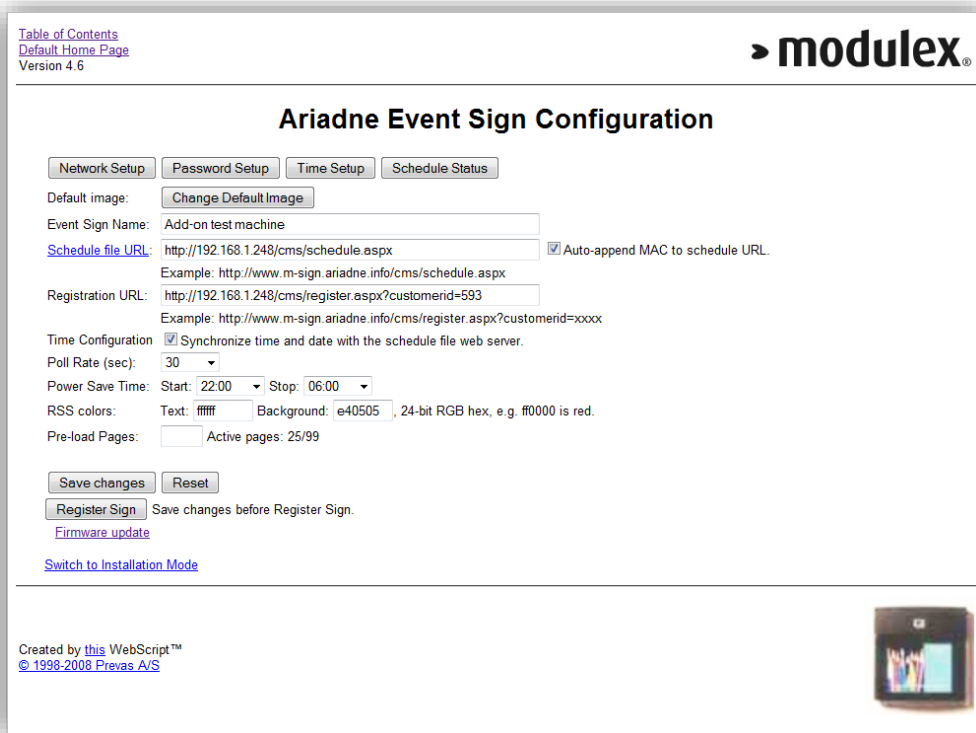 Table of Contents
Default Home Page
Version 4.6
modulex®
Ariadne Event Sign Configuration
Network Setup Password Setup Time Setup Schedule Status
Default image: Change Default Image
Event Sign Name: Add-on test machine
Schedule file URL: http://192.168.1.248/cms/schedule.aspx Auto-append MAC to schedule URL.
Example: http://www.m-sign.ariadne.info/cms/schedule.aspx
Registration URL: http://192.168.1.248/cms/register.aspx?customerid=593
Example: http://www.m-sign.ariadne.info/cms/register.aspx?customerid=xxxx
Time Configuration Synchronize time and date with the schedule file web server.
Poll Rate (sec): 30
Power Save Time: Start: 22:00 Stop: 06:00
RSS colors: Text: ffffff Background: e40505 , 24-bit RGB hex, e.g. ff0000 is red.
Pre-load Pages: Active pages: 25/99
Save changes Reset
Register Sign Save changes before Register Sign.
Firmware update
Switch to Installation Mode
Created by this WebScript™
© 1998-2008 Prevas A/S